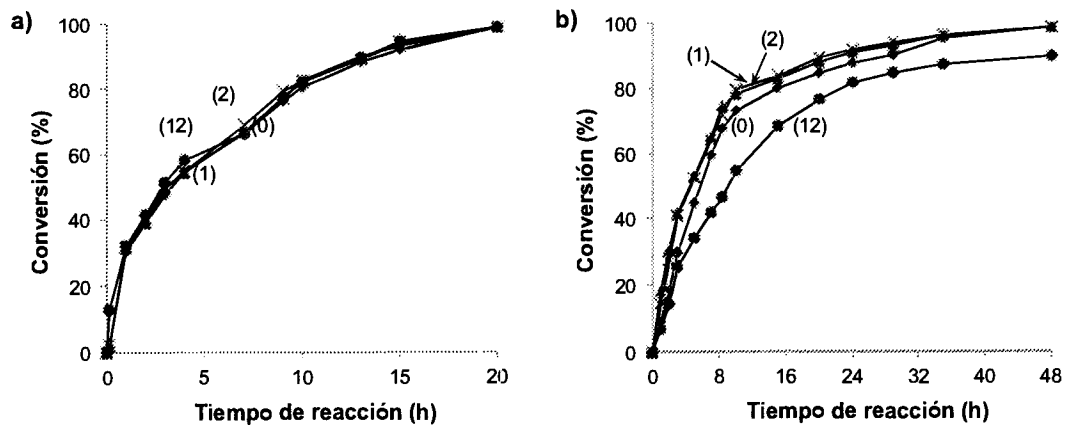 a)
100
80
60
40
20
0
Conversión (%)
(12)
(2)
(0)
(1)
0 5 10 15 20
Tiempo de reacción (h)
b)
100
80
60
40
20
0
Conversión (%)
(1) (2)
(0) (12)
0 8 16 24 32 40 48
Tiempo de reacción (h)